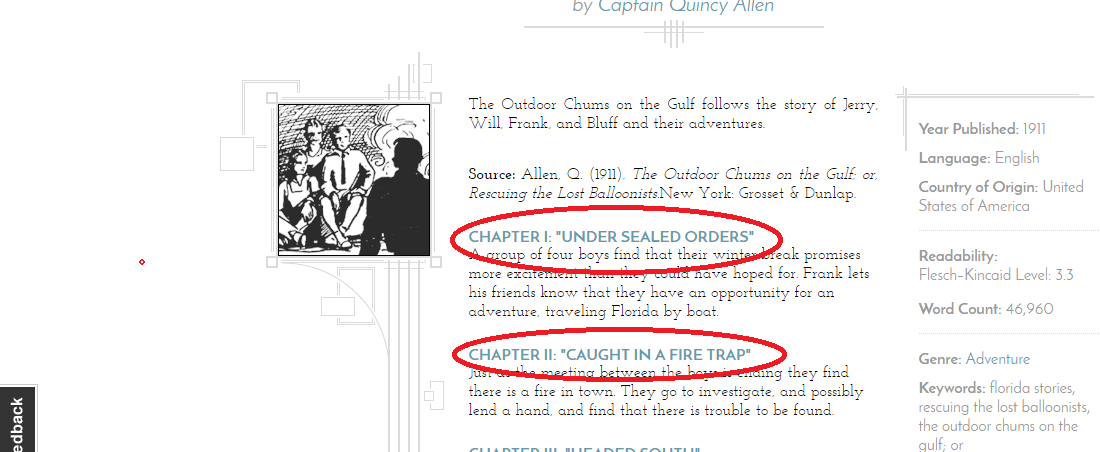 by Captain Quincy Allen
The Outdoor Chums on the Gulf follows the story of Jerry,
Will, Frank, and Bluff and their adventures.
Source: Allen, Q. (1911). The Outdoor Chums on the Gulf: or,
Rescuing the Lost Balloonists.New York: Grosset & Dunlap.
CHAPTER I: "UNDER SEALED ORDERS"
A group of four boys find that their winter break promises
more excitement than they could have hoped for. Frank lets
his friends know that they have an opportunity for an
adventure, traveling Florida by boat.
CHAPTER II: "CAUGHT IN A FIRE TRAP"
Just as the meeting between the boys is ending they find
there is a fire in town. They go to investigate, and possibly
lend a hand, and find that there is trouble to be found.
CHAPTER III: "HEADED SOUTH"
Year Published: 1911
Language: English
Country of Origin: United
States of America
Readability:
Flesch–Kincaid Level: 3.3
Word Count: 46,960
Genre: Adventure
Keywords: florida stories,
rescuing the lost balloonists,
the outdoor chums on the
gulf; or
edback